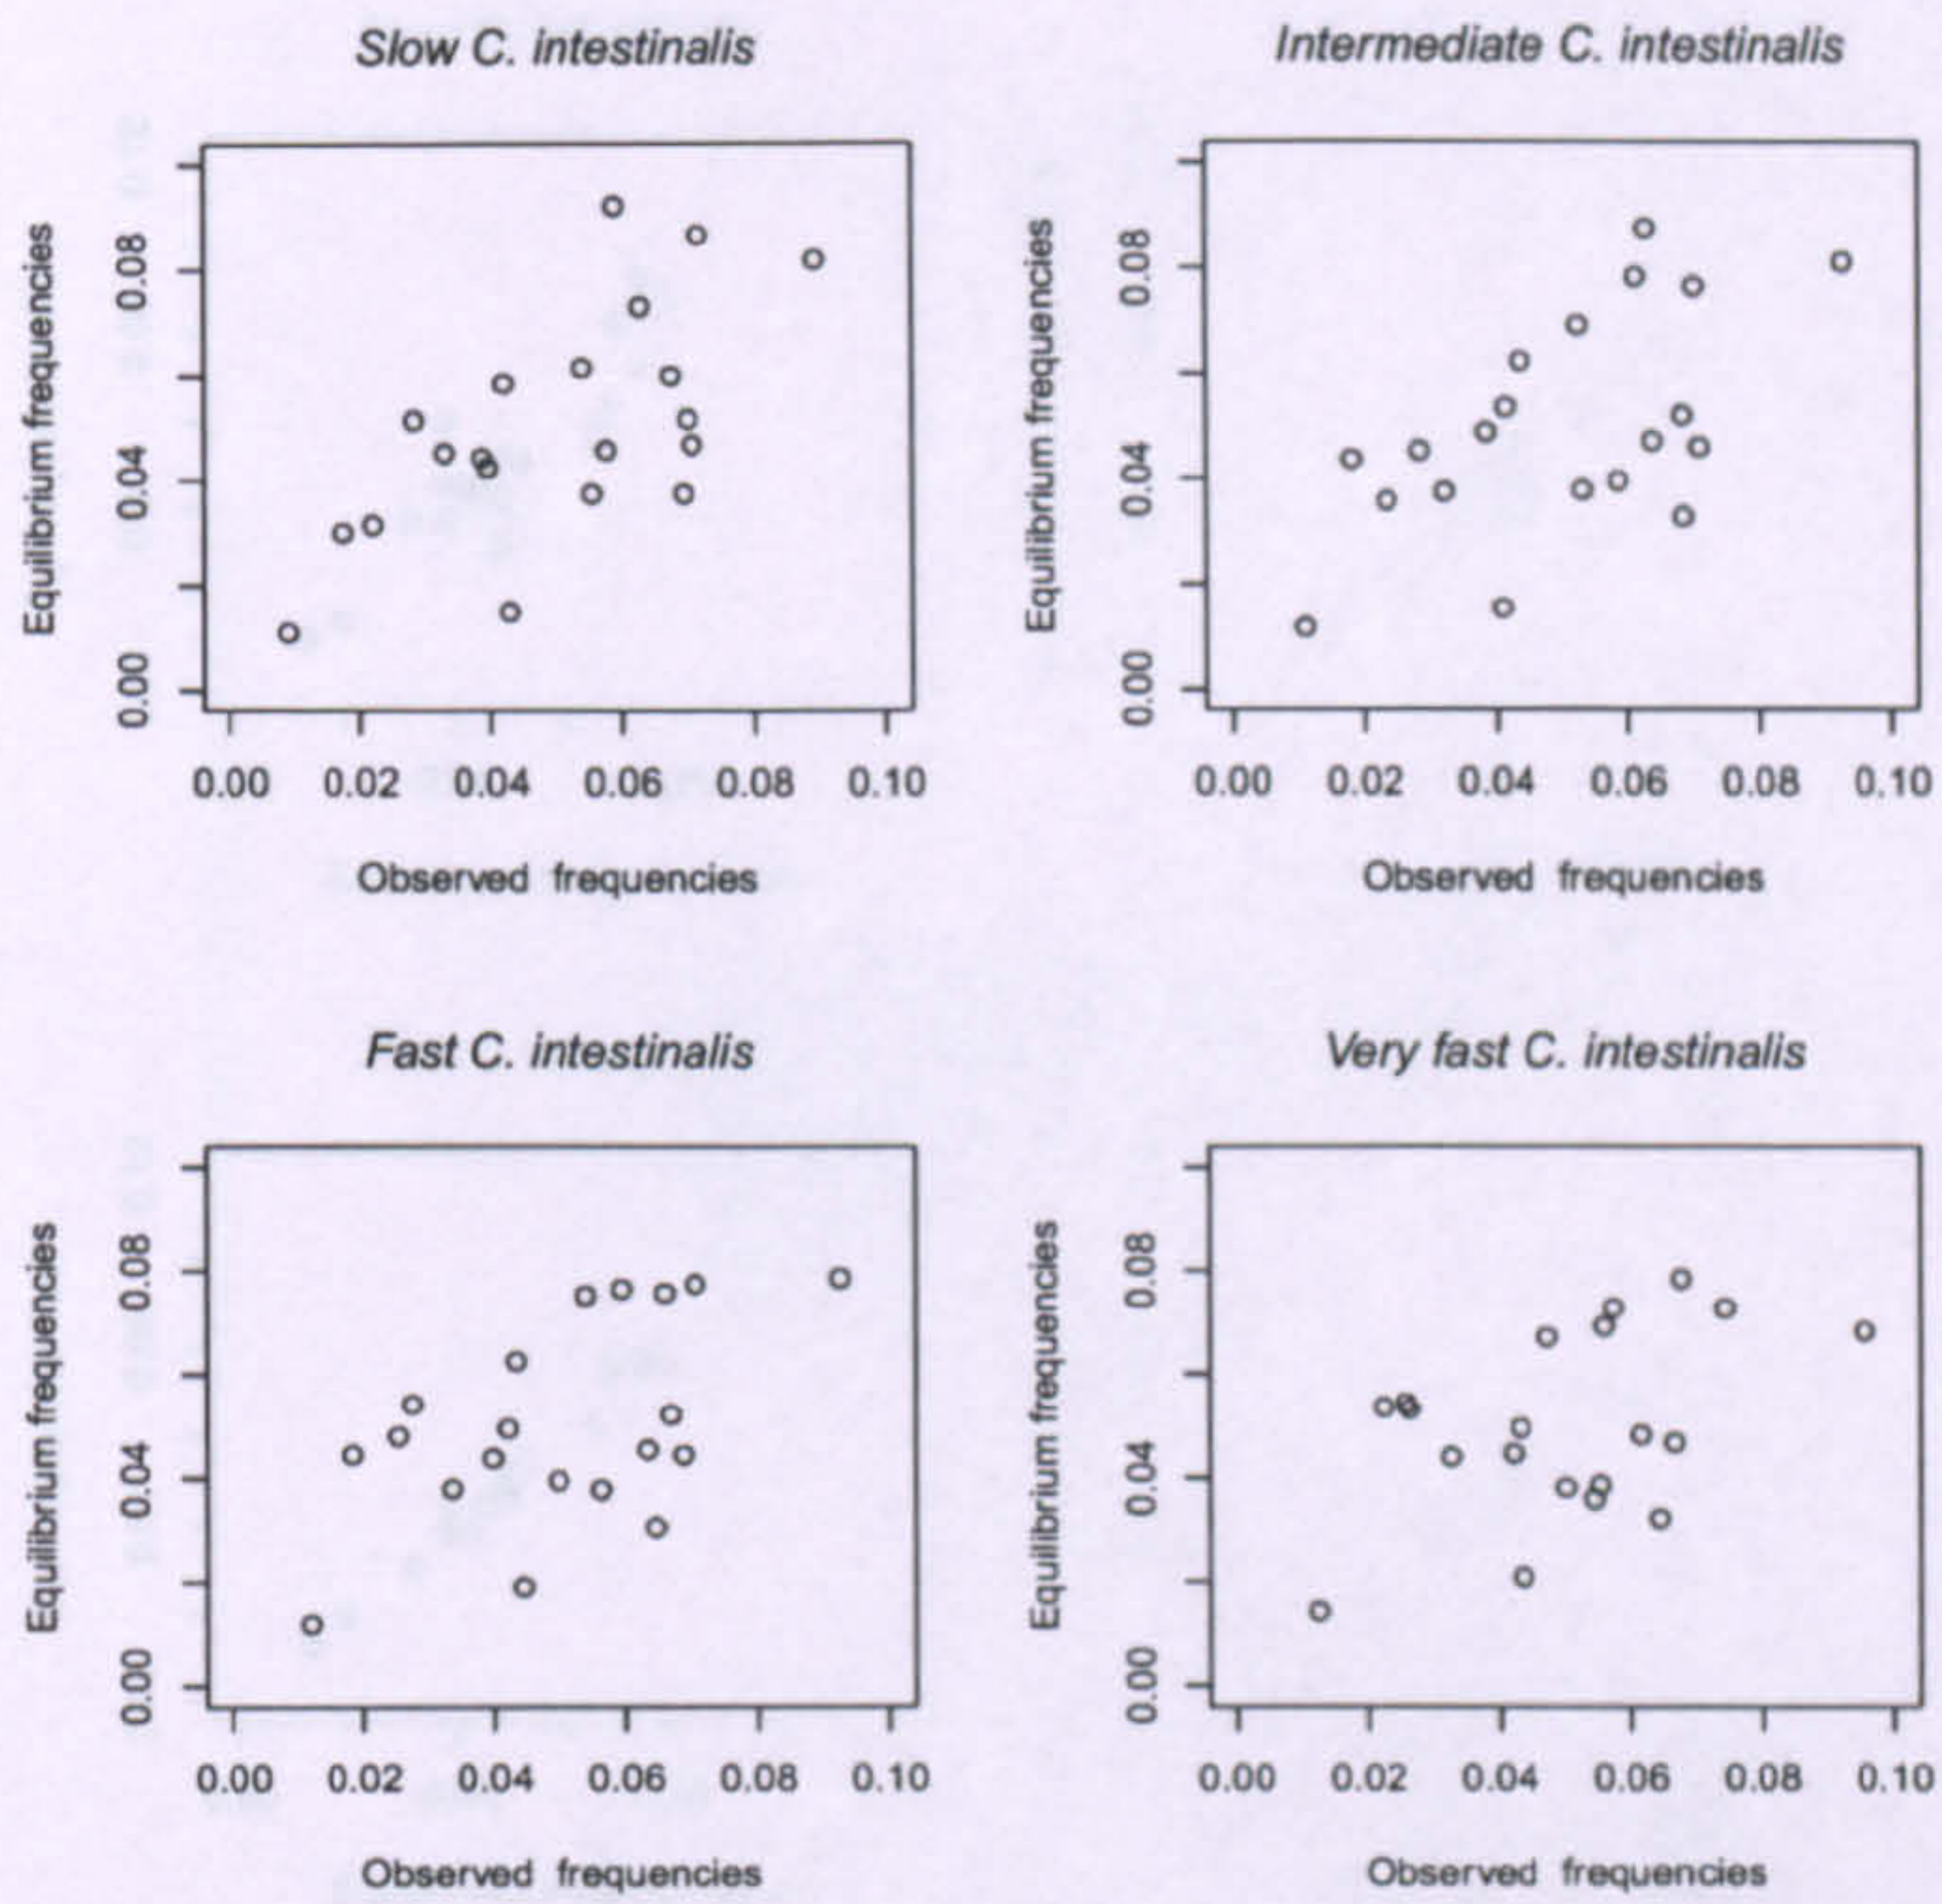 Slow C. intestinalis
Equilibrium frequencies
0.00 0.04 0.08
0.00 0.02 0.04 0.06 0.08 0.10
Observed frequencies
Intermediate C. intestinalis
Equilibrium frequencies
0.00 0.04 0.08
0.00 0.02 0.04 0.06 0.08 0.10
Observed frequencies
Fast C. intestinalis
Equilibrium frequencies
0.00 0.04 0.08
0.00 0.02 0.04 0.06 0.08 0.10
Observed frequencies
Very fast C. intestinalis
Equilibrium frequencies
0.00 0.04 0.08
0.00 0.02 0.04 0.06 0.08 0.10
Observed frequencies